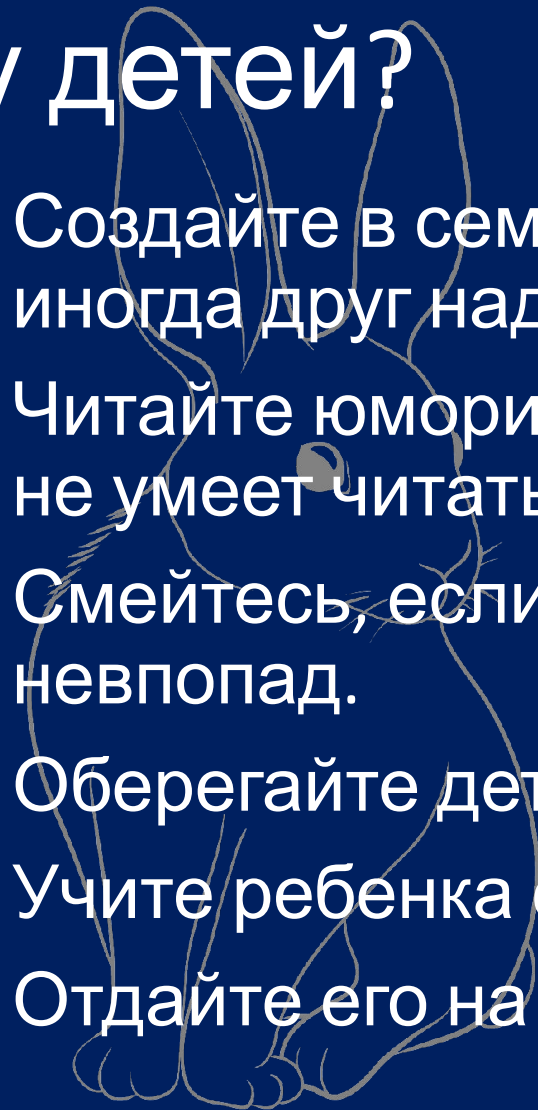 у детей?
Создайте в сем
иногда друг над
Читайте юмори
не умеет читать
Смейтесь, если
невпопад.
Оберегайте дет
Учите ребенка
Отдайте его на